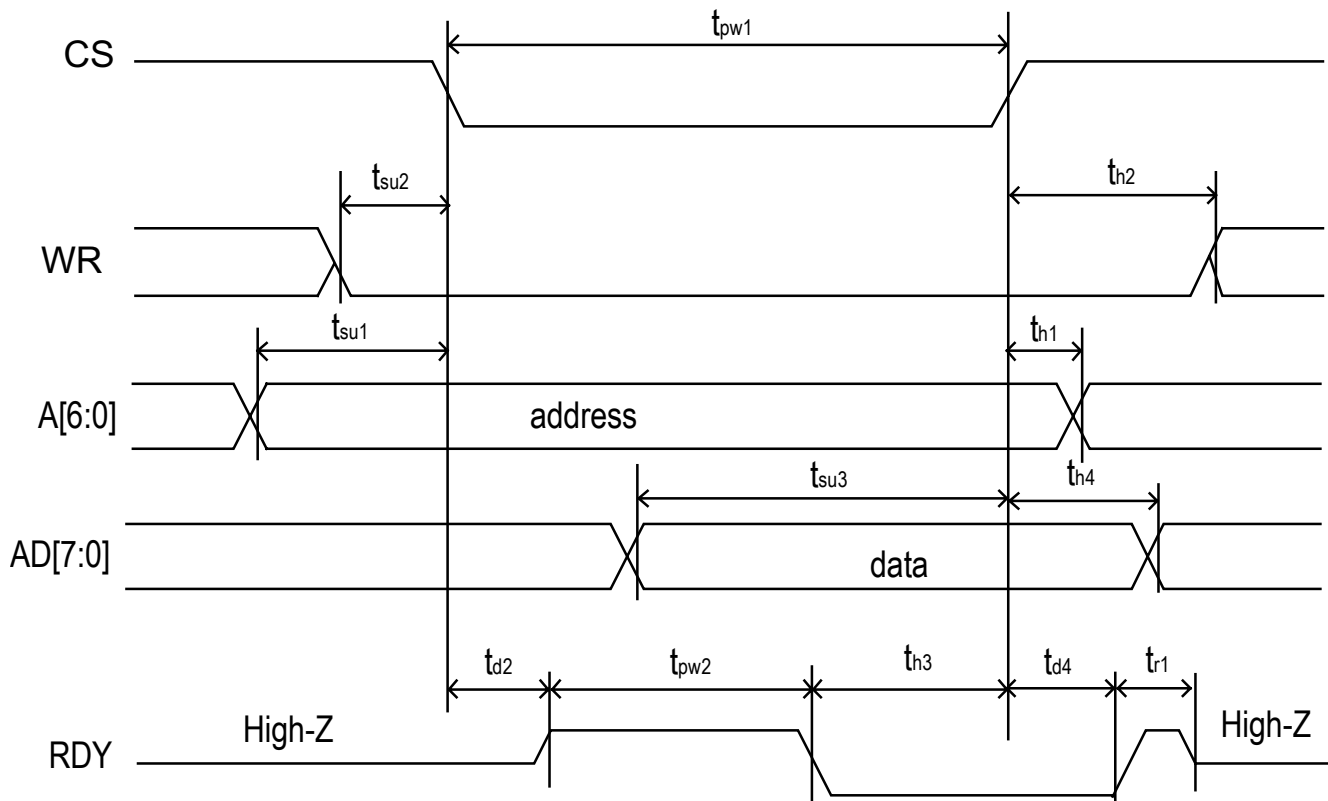 tpw1
CS
tsu2
th2
WR
tsu1
th1
A[6:0]
address
tsu3
th4
AD[7:0]
data
td2
tpw2
th3
td4
tr1
High-Z
High-Z
RDY